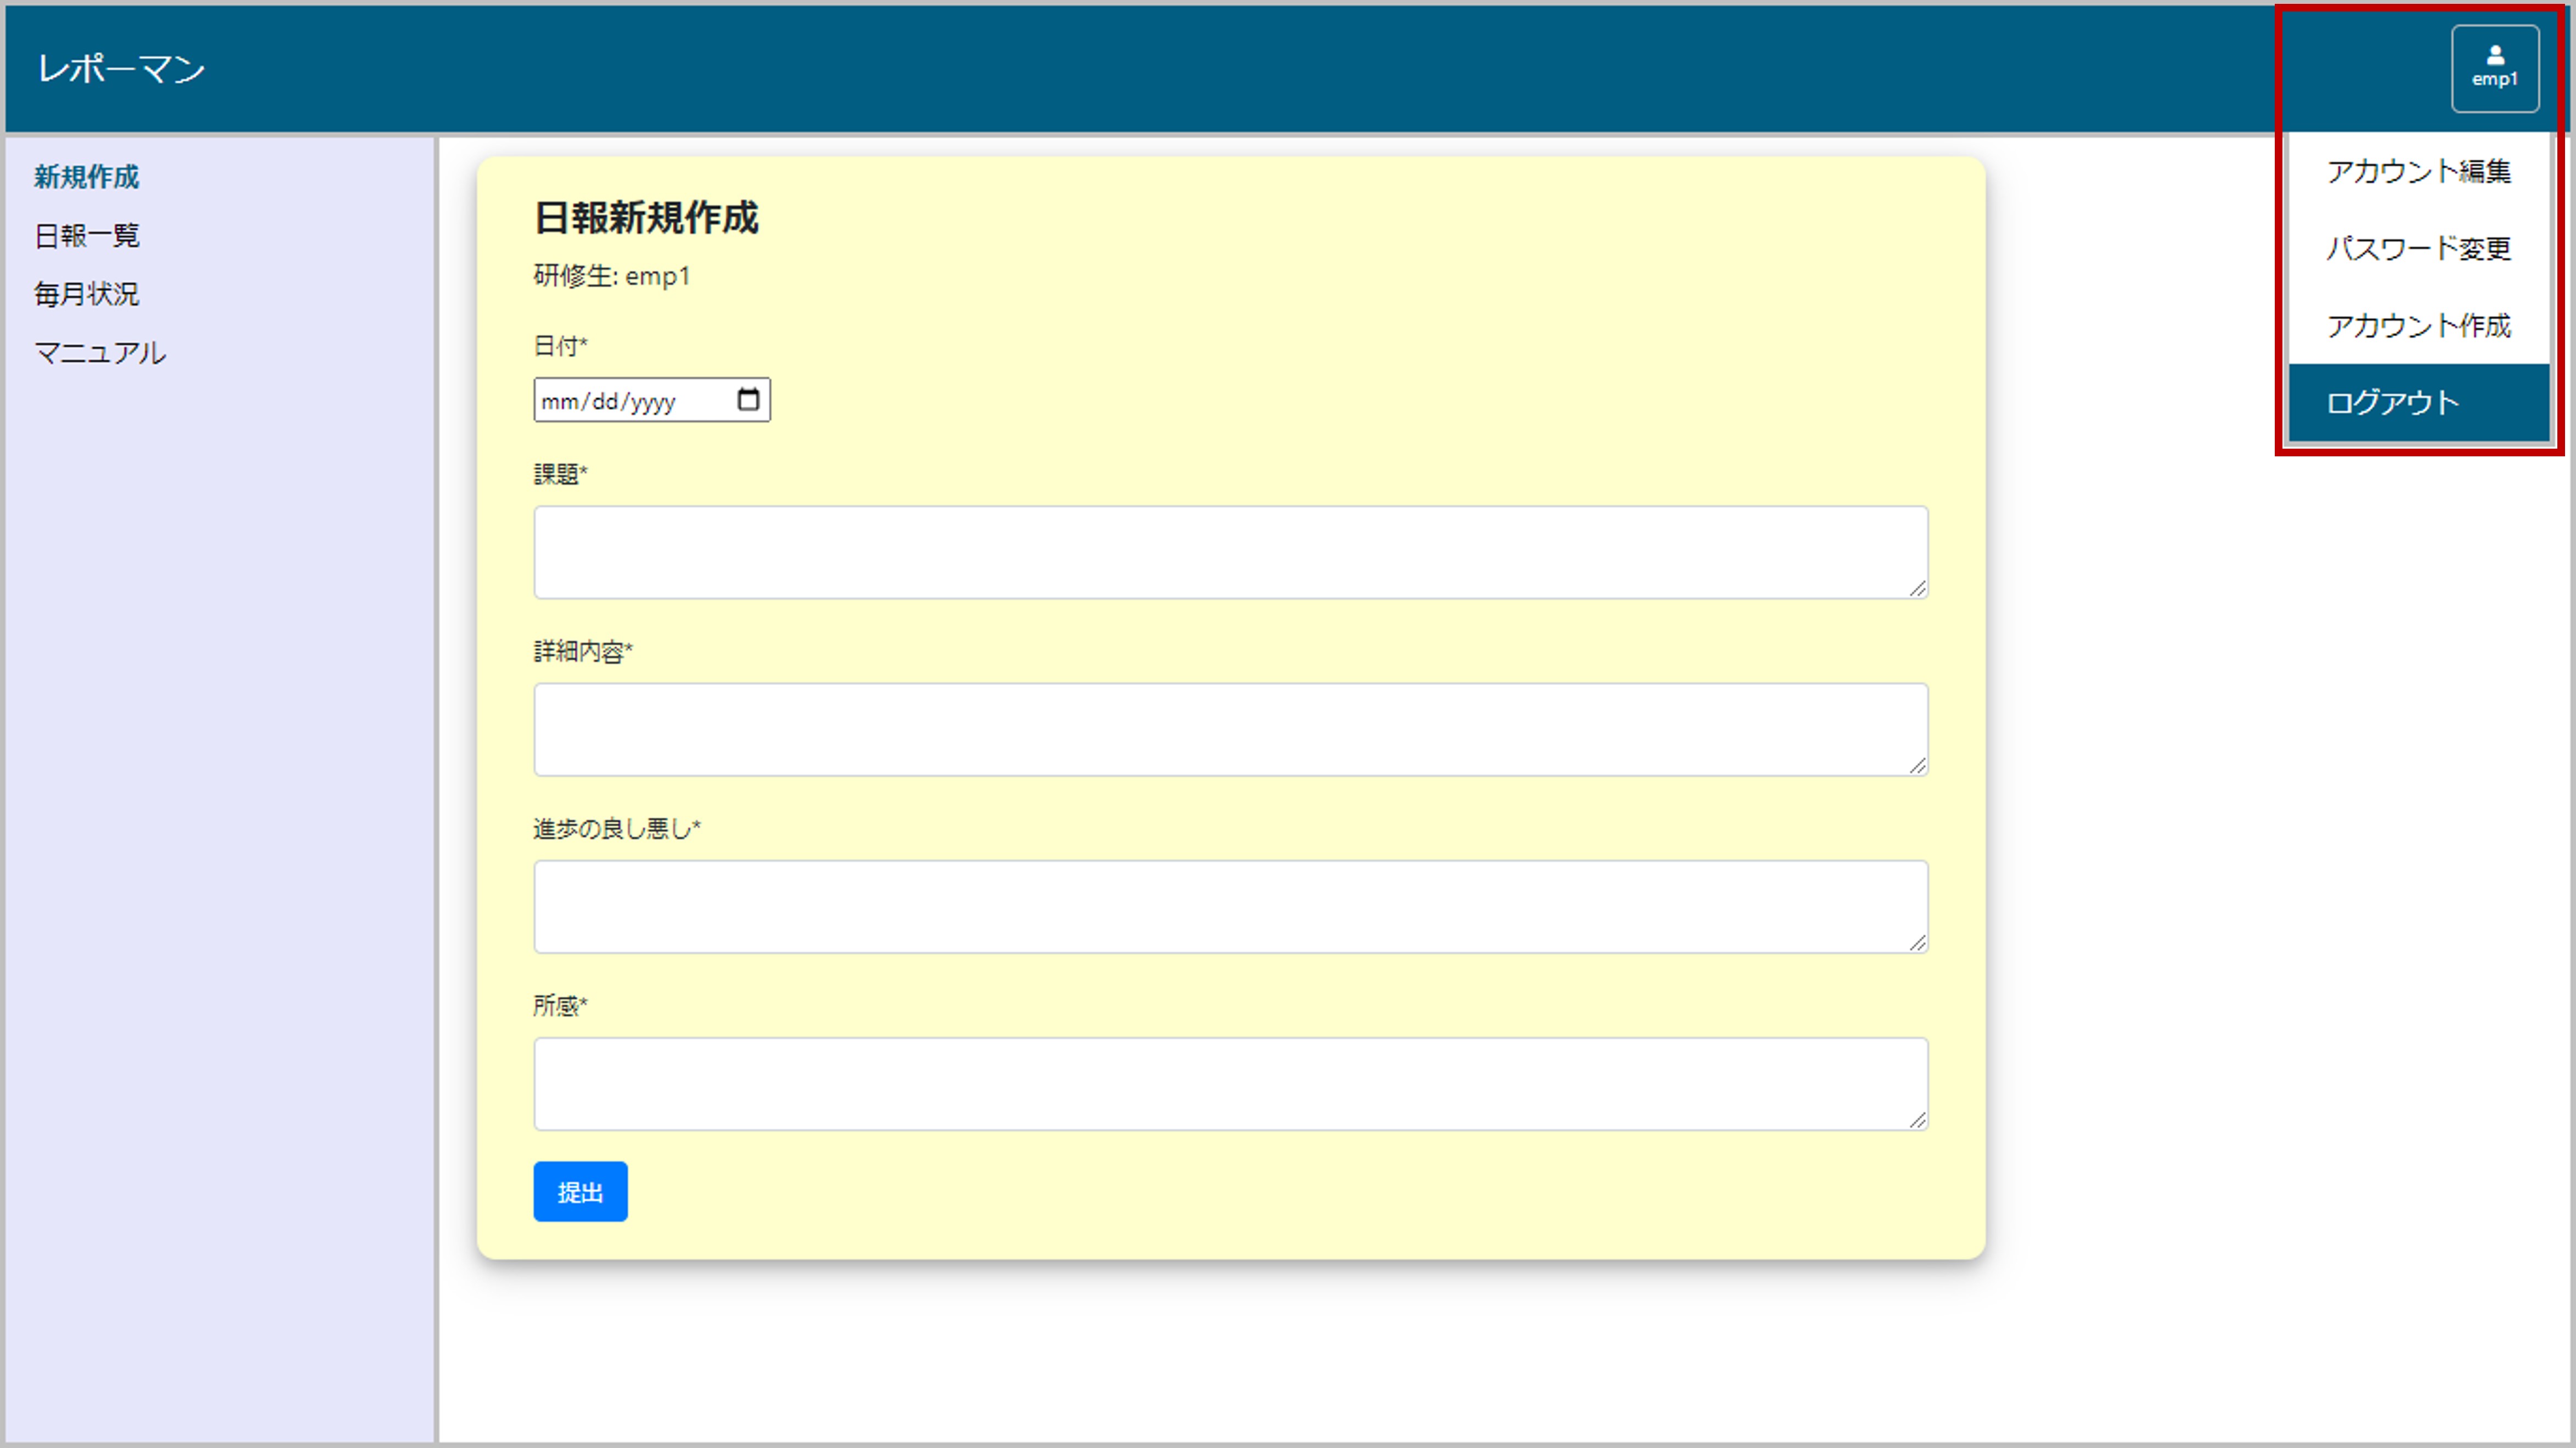 レポーマン
emp1
アカウント編集
パスワード変更
アカウント作成
ログアウト
新規作成
日報一覧
毎月状況
マニュアル
日報新規作成
研修生: emp1
日付*
mm/dd/yyyy
課題*
詳細内容*
進歩の良し悪し*
所感*
提出